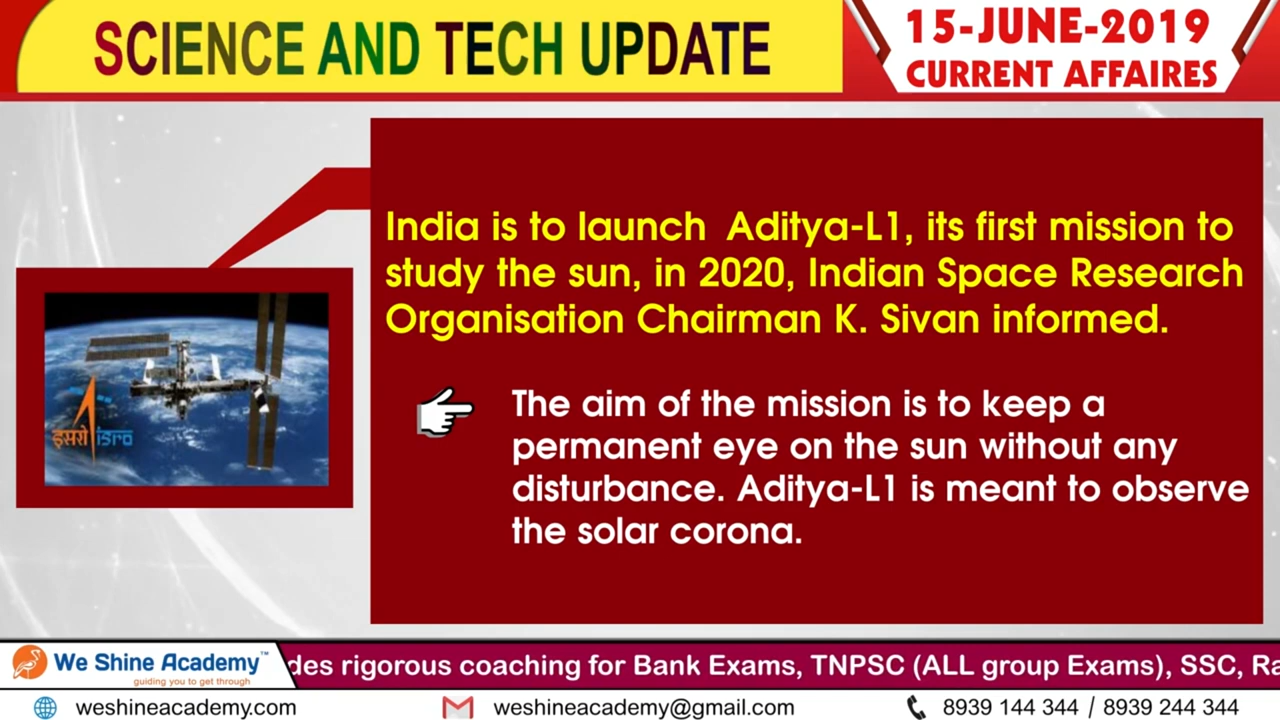 SCIENCE AND TECH UPDATE
15-JUNE-2019
CURRENT AFFAIRES
India is to launch Aditya-L1, its first mission to
study the sun, in 2020, Indian Space Research
Organisation Chairman K. Sivan informed.
The aim of the mission is to keep a
permanent eye on the sun without any
disturbance. Aditya-L1 is meant to observe
the solar corona.
इसरो isro
We Shine Academy™
guiding you to get through
des rigorous coaching for Bank Exams, TNPSC (ALL group Exams), SSC, Ra
weshineacademy.com
weshineacademy@gmail.com
8939 144 344 / 8939 244 344